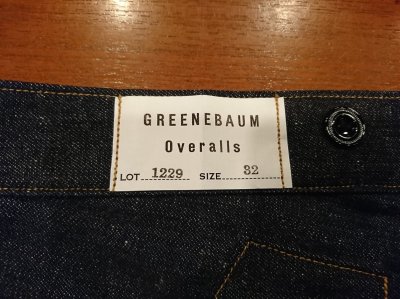 GREENEBAUM
Overalls
LOT 1229 SIZE 32